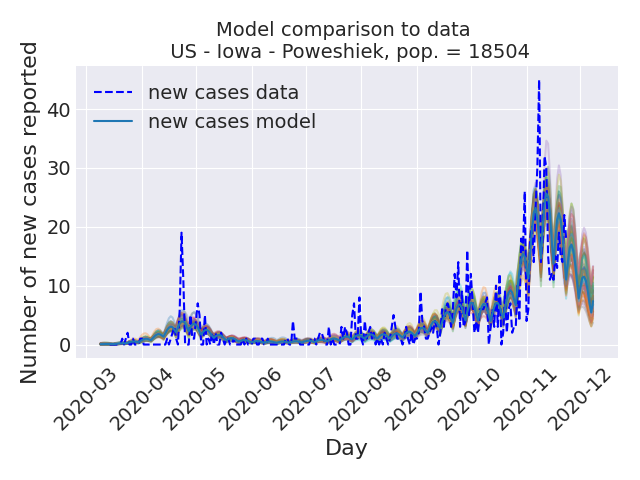 Model comparison to data
US - Iowa - Poweshiek, pop. = 18504
new cases data
new cases model
Number of new cases reported
40
30
20
10
0
2020-03
2020-04
2020-05
2020-06
2020-07
2020-08
2020-09
2020-10
2020-11
2020-12
Day